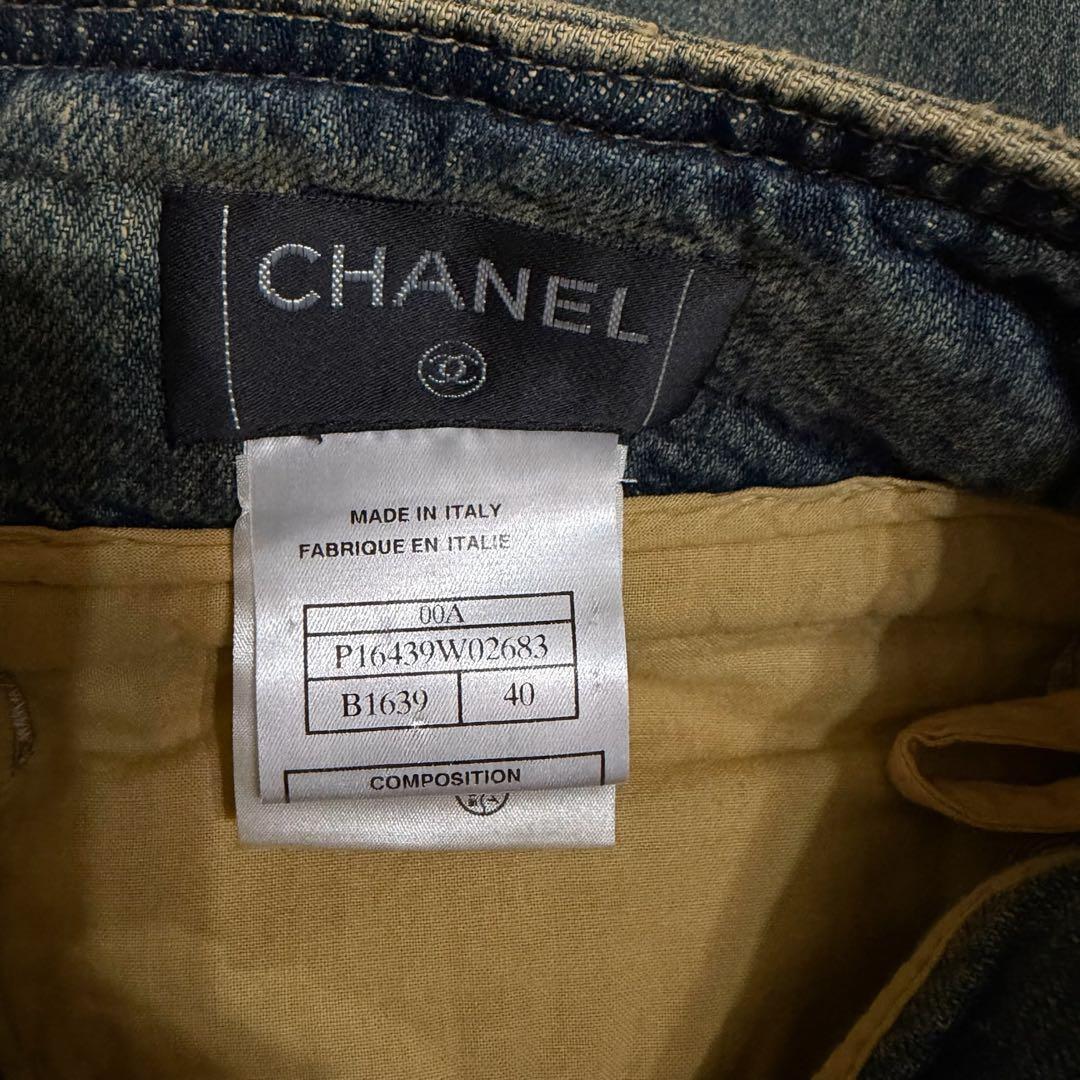 CHANEL
MADE IN ITALY
FABRIQUE EN ITALIE
00A
P16439W02683
B1639 40
COMPOSITION